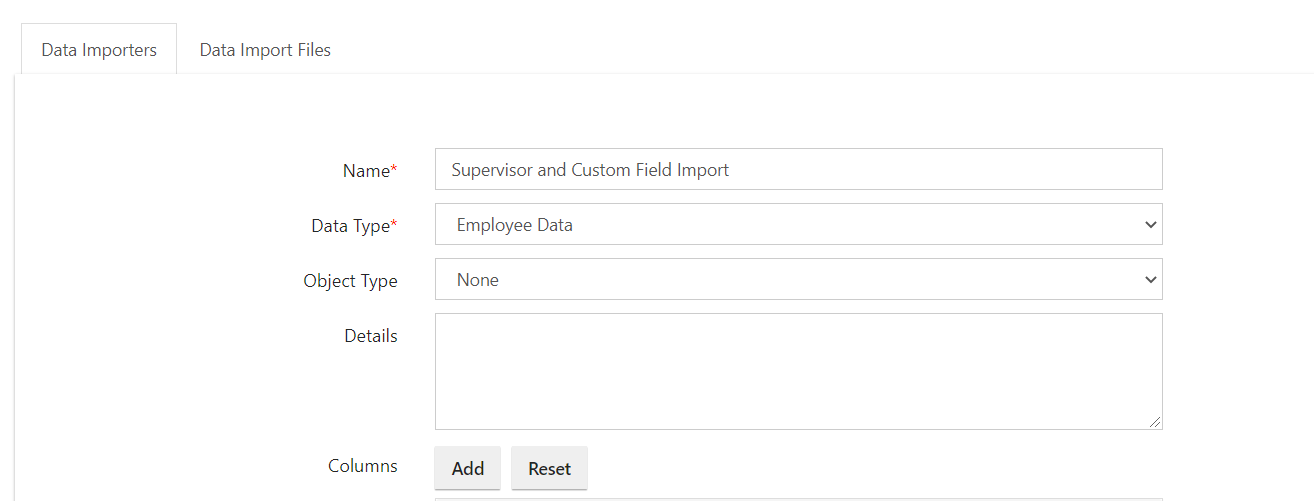 Data Importers Data Import Files
Name* Supervisor and Custom Field Import
Data Type* Employee Data
Object Type None
Details
Columns Add Reset